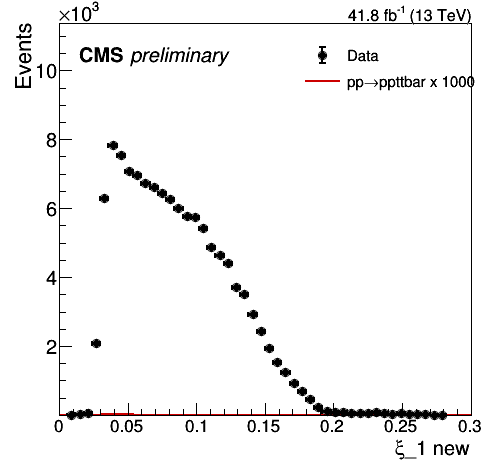 ×10³
41.8 fb⁻¹ (13 TeV)
Events
CMS preliminary
Data
pp→ppttbar x 1000
10
8
6
4
2
0 0.05 0.1 0.15 0.2 0.25 0.3
ξ_1 new